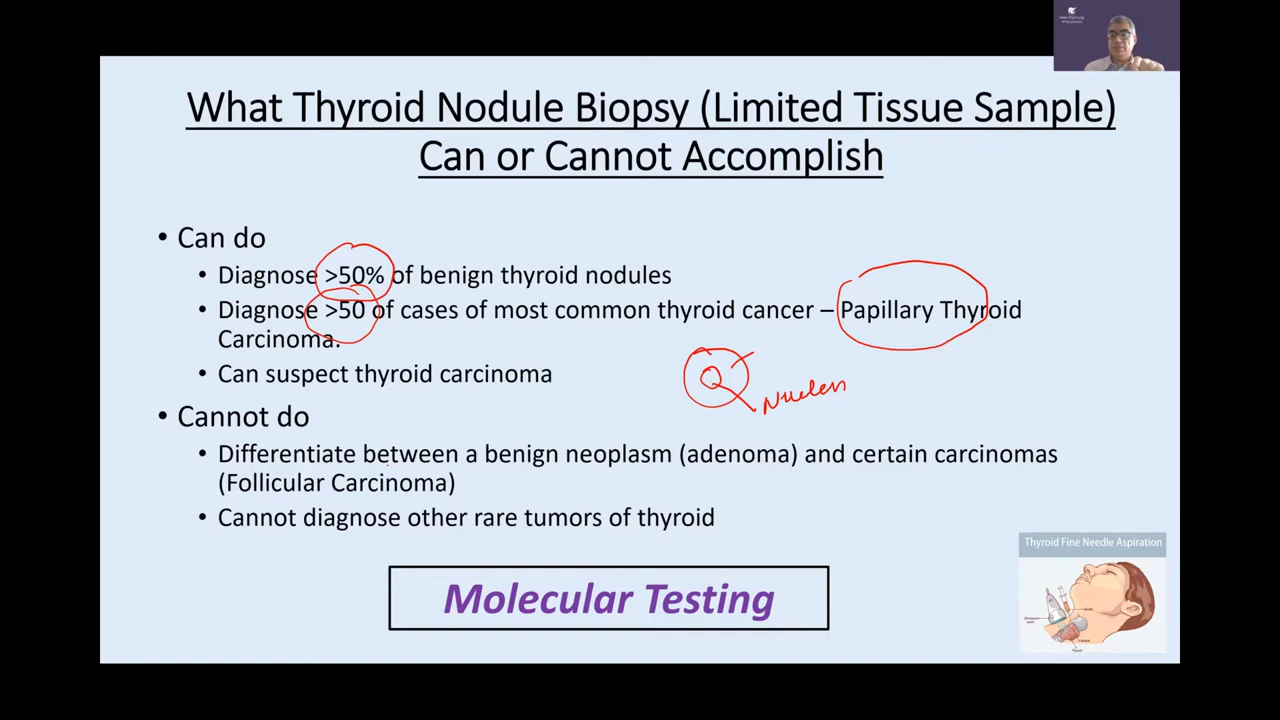 What Thyroid Nodule Biopsy (Limited Tissue Sample)
Can or Cannot Accomplish
• Can do
• Diagnose >50% of benign thyroid nodules
• Diagnose >50 of cases of most common thyroid cancer – Papillary Thyroid
Carcinoma.
• Can suspect thyroid carcinoma
• Cannot do
• Differentiate between a benign neoplasm (adenoma) and certain carcinomas
(Follicular Carcinoma)
• Cannot diagnose other rare tumors of thyroid
Molecular Testing
Thyroid Fine Needle Aspiration